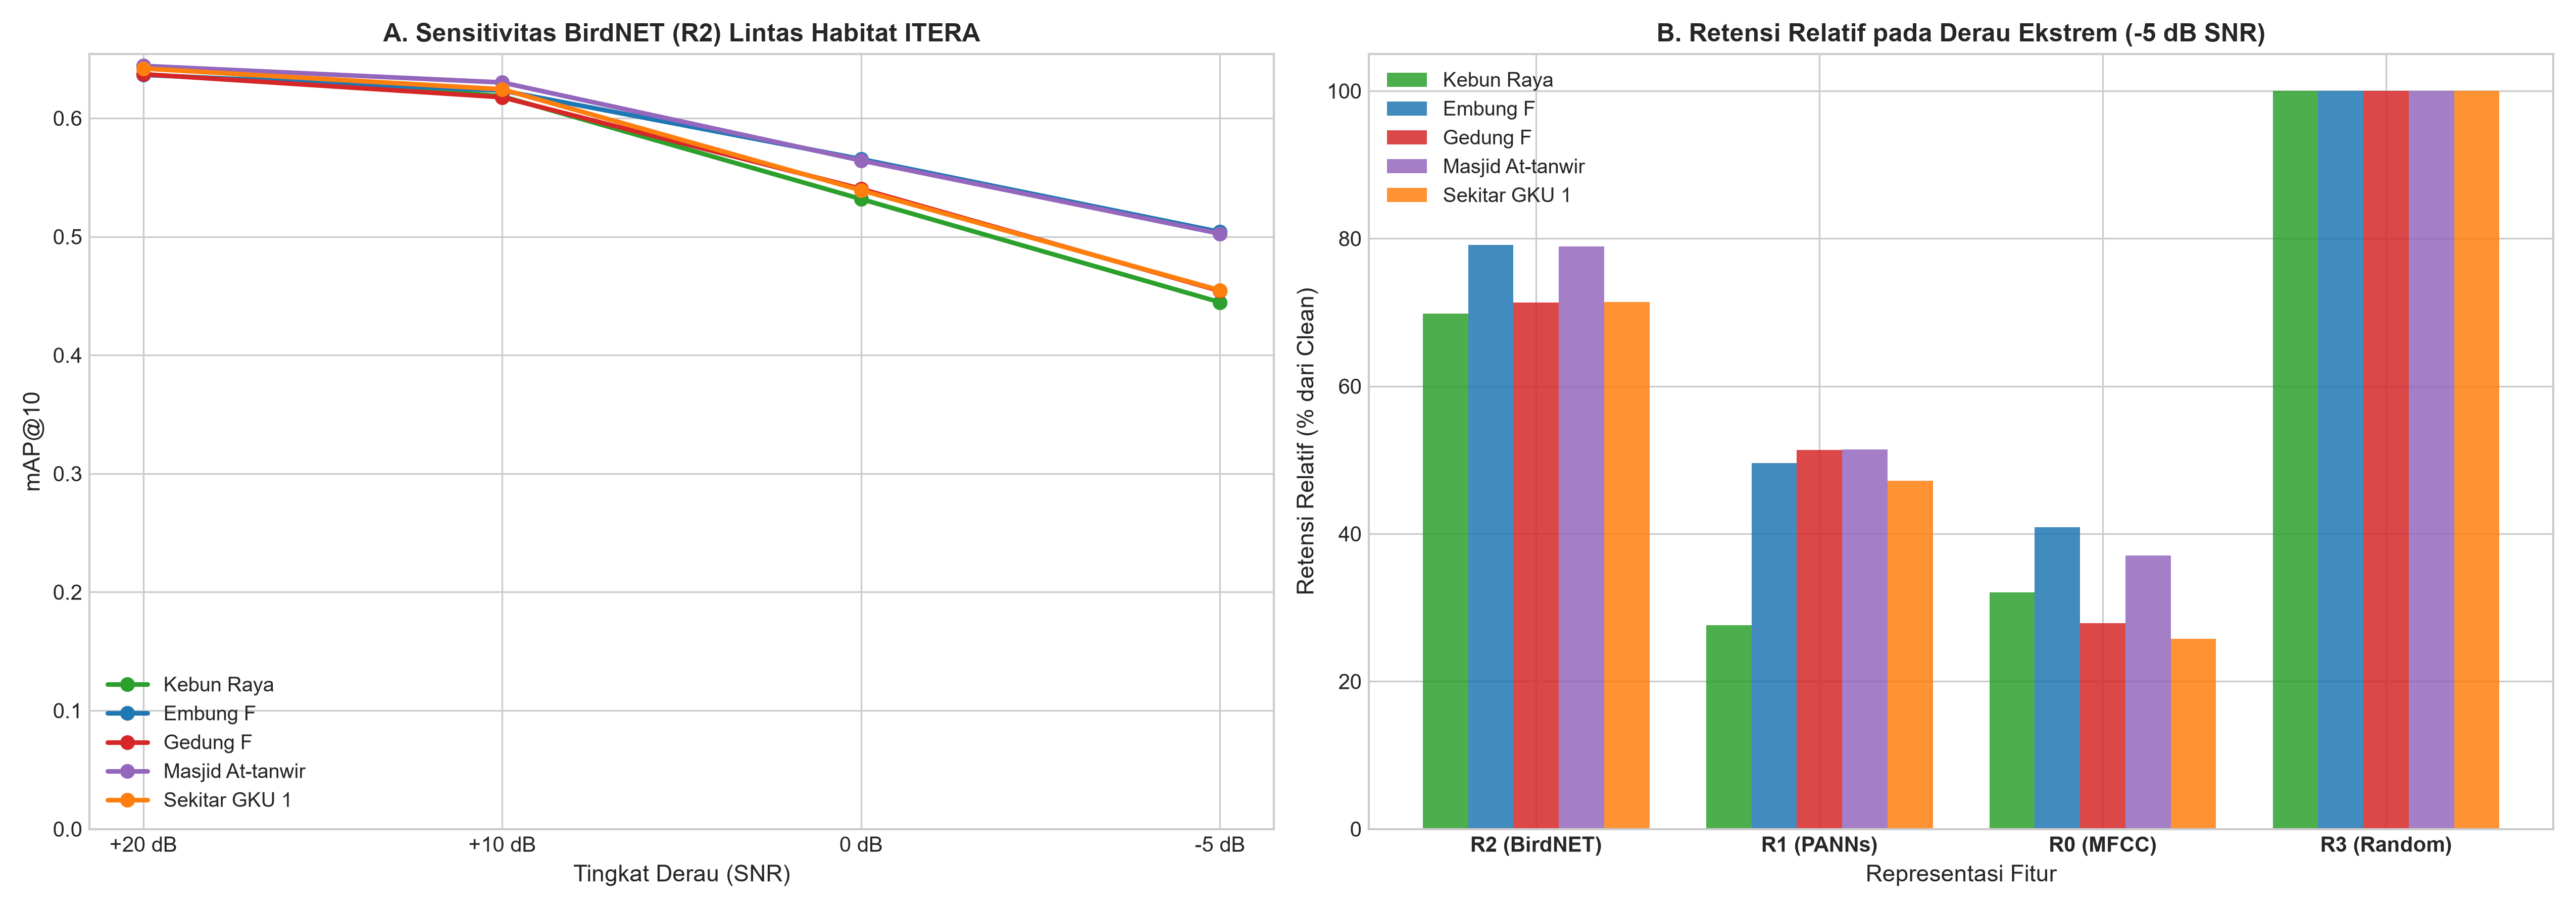 A. Sensitivitas BirdNET (R2) Lintas Habitat ITERA
mAP@10
0.6
0.5
0.4
0.3
0.2
0.1
0.0
Kebun Raya
Embung F
Gedung F
Masjid At-tanwir
Sekitar GKU 1
+20 dB
+10 dB
0 dB
-5 dB
Tingkat Derau (SNR)
B. Retensi Relatif pada Derau Ekstrem (-5 dB SNR)
Retensi Relatif (% dari Clean)
100
80
60
40
20
0
Kebun Raya
Embung F
Gedung F
Masjid At-tanwir
Sekitar GKU 1
R2 (BirdNET)
R1 (PANNs)
R0 (MFCC)
R3 (Random)
Representasi Fitur